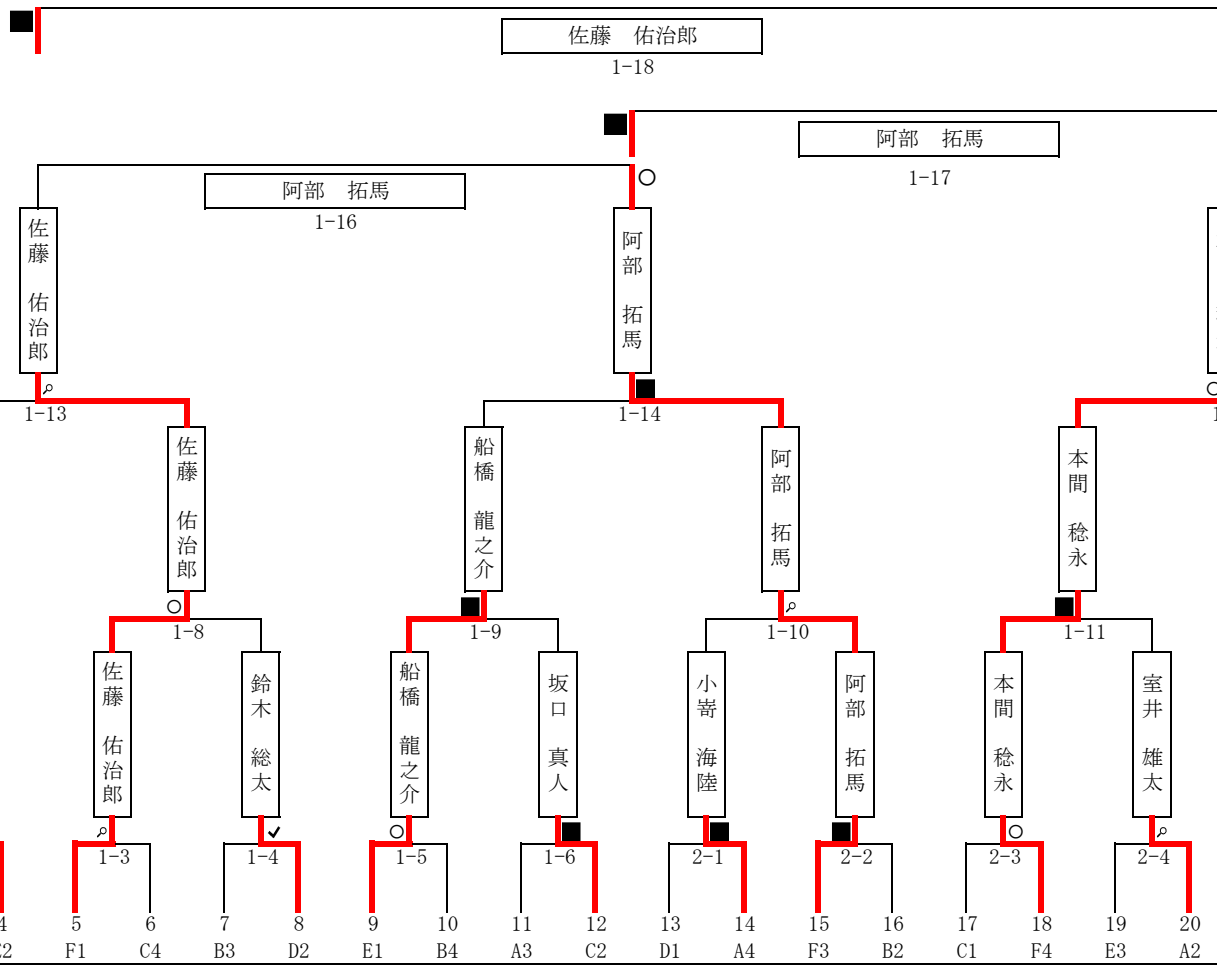 佐藤　佑治郎
1-18
阿部　拓馬
1-17
阿部　拓馬
1-16
佐藤　佑治郎
阿部　拓馬
1-13
1-14
佐藤　佑治郎
船橋　龍之介
阿部　拓馬
本間　稔永
1-8
1-9
1-10
1-11
佐藤　佑治郎
鈴木　総太
船橋　龍之介
坂口　真人
小嵜　海陸
阿部　拓馬
本間　稔永
室井　雄太
1-3
1-4
1-5
1-6
2-1
2-2
2-3
2-4
4 5 6 7 8 9 10 11 12 13 14 15 16 17 18 19 20
F1 C4 B3 D2 E1 B4 A3 C2 D1 A4 F3 B2 C1 F4 E3 A2